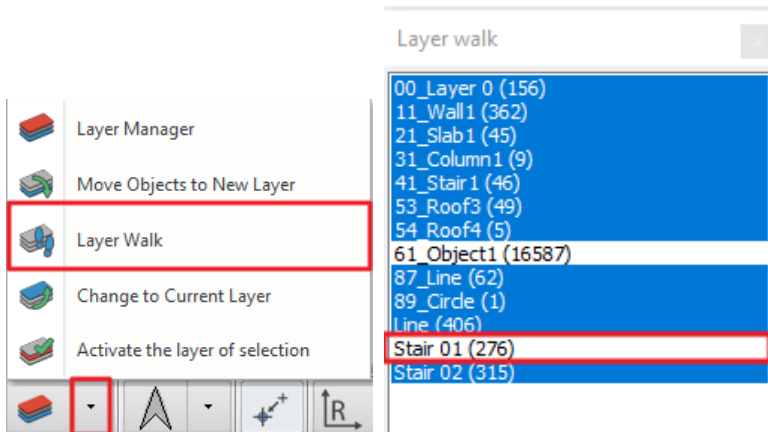 Layer Manager
Move Objects to New Layer
Layer Walk
Change to Current Layer
Activate the layer of selection
R
Layer walk
x
00_Layer 0 (156)
11_Wall1 (362)
21_Slab1 (45)
31_Column1 (9)
41_Stair1 (46)
53_Roof3 (49)
54_Roof4 (5)
61_Object1 (16587)
87_Line (62)
89_Circle (1)
Line (406)
Stair 01 (276)
Stair 02 (315)